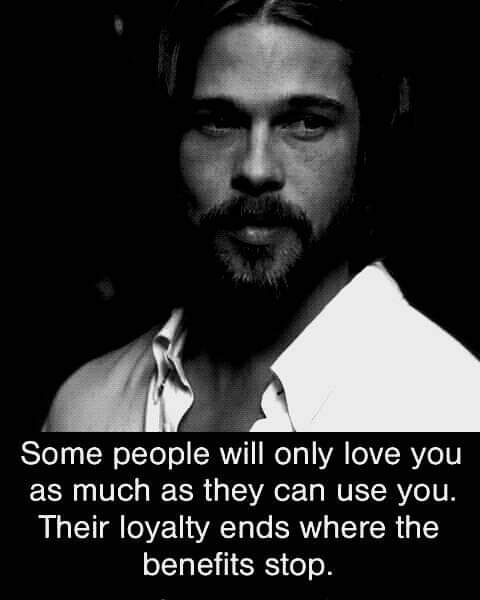 Some people will only love you
as much as they can use you.
Their loyalty ends where the
benefits stop.